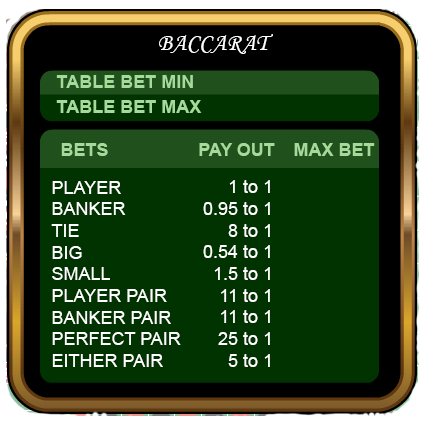 BACCARAT
TABLE BET MIN
TABLE BET MAX
BETS PAY OUT MAX BET
PLAYER 1 to 1
BANKER 0.95 to 1
TIE 8 to 1
BIG 0.54 to 1
SMALL 1.5 to 1
PLAYER PAIR 11 to 1
BANKER PAIR 11 to 1
PERFECT PAIR 25 to 1
EITHER PAIR 5 to 1